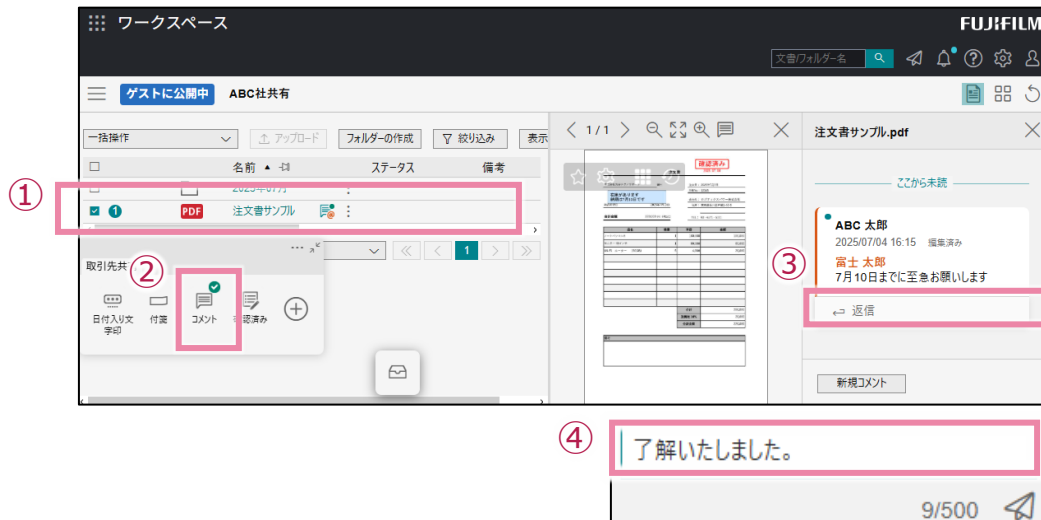 ワークスペース
FUJIFILM
文書/フォルダー名
ゲストに公開中 ABC社共有
一括操作 アップロード フォルダーの作成 絞り込み 表示
名前 ステータス 備考
①
2025年07月
1 PDF 注文書サンプル
1
取引先共
②
日付入り文字印 付箋 コメント 確認済み
1/1
確認済み
注文書サンプル.pdf
ここから未読
③
ABC 太郎
2025/07/04 16:15 編集済み
富士 太郎
7月10日までに至急お願いします
返信
新規コメント
④
了解いたしました。
9/500